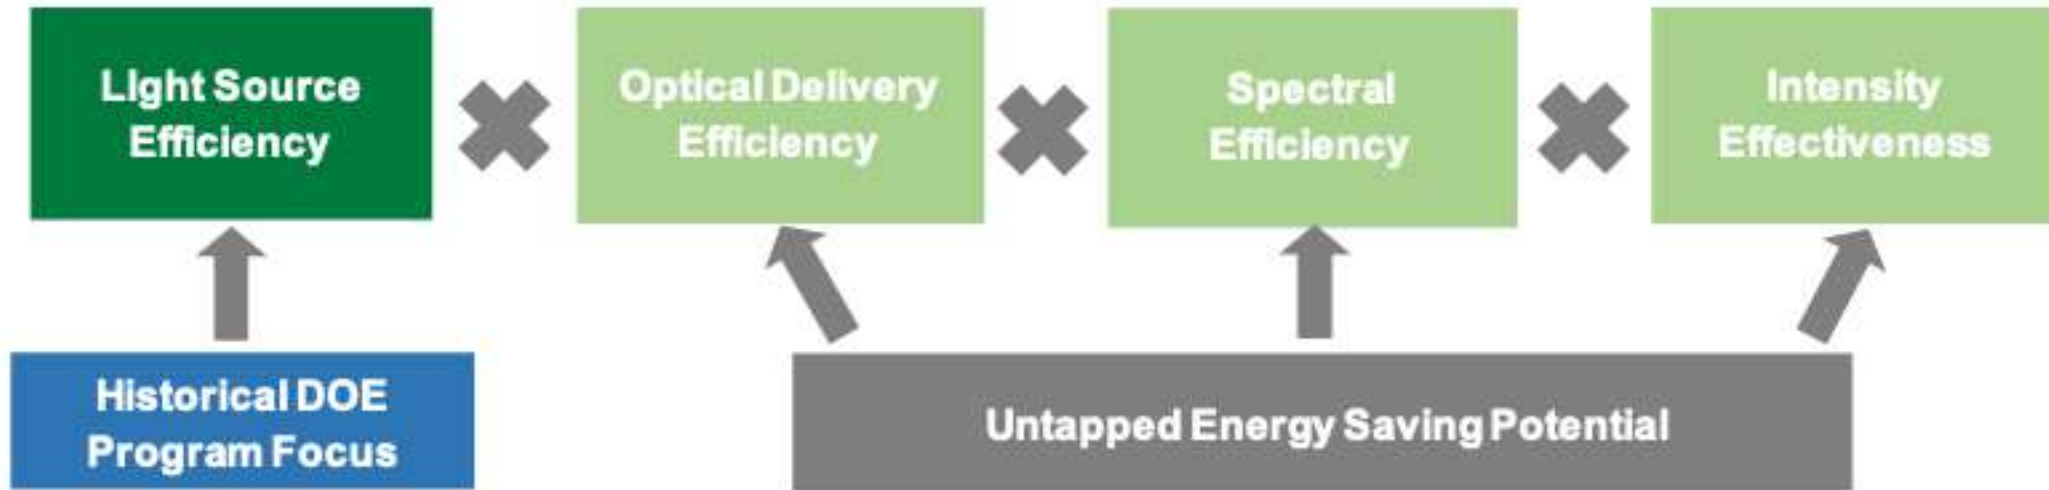 Light Source
Efficiency
Optical Delivery
Efficiency
Spectral
Efficiency
Intensity
Effectiveness
Historical DOE
Program Focus
Untapped Energy Saving Potential